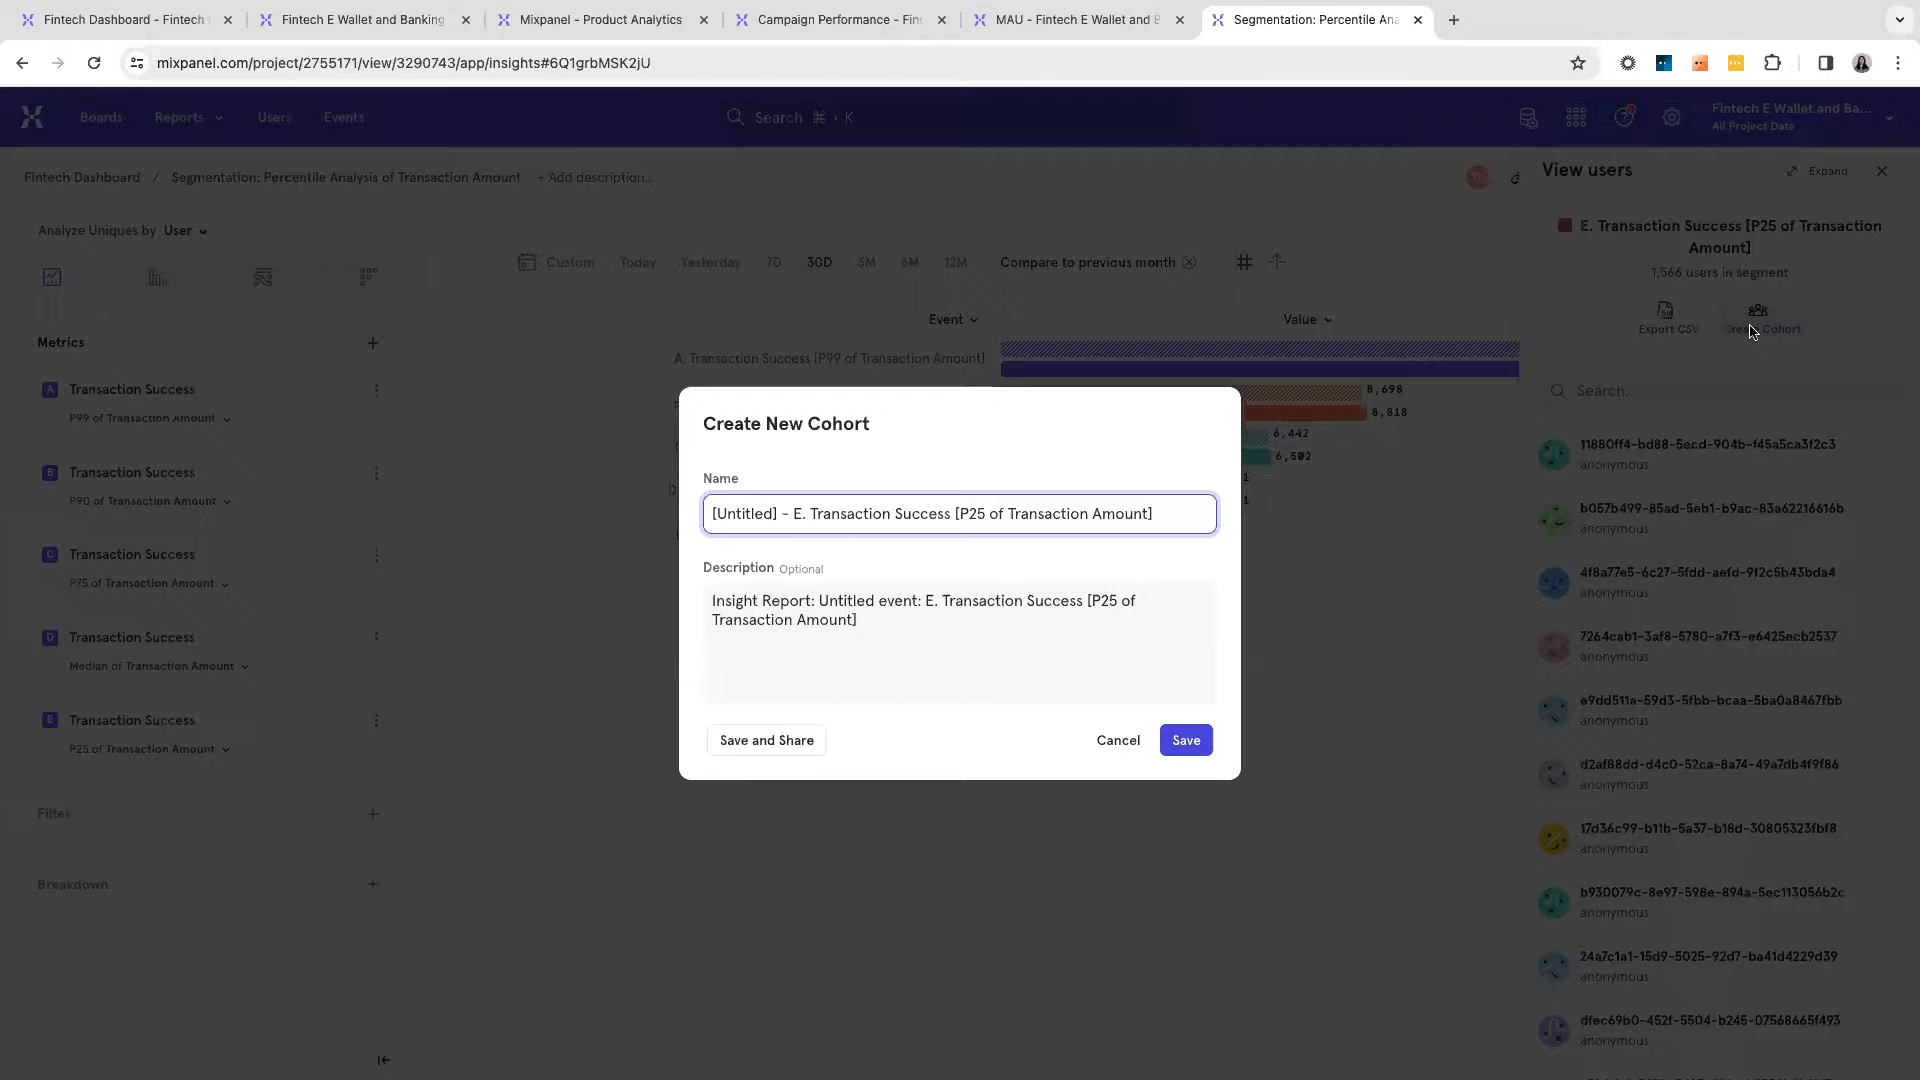 Fintech Dashboard - Fintech
Fintech E Wallet and Banking
Mixpanel - Product Analytics
Campaign Performance - Fin
MAU - Fintech E Wallet and B
Segmentation: Percentile Ana
mixpanel.com/project/2755171/view/3290743/app/insights#6Q1grbMSK2jU
Boards
Reports
Users
Events
Search ⌘ + K
Fintech E Wallet and Ba...
All Project Data
Fintech Dashboard / Segmentation: Percentile Analysis of Transaction Amount + Add description...
View users
Expand
Analyze Uniques by User
E. Transaction Success [P25 of Transaction
Amount]
1,566 users in segment
Export CSV
Create Cohort
Custom Today Yesterday 7D 30D 3M 6M 12M Compare to previous month
Event
Value
Metrics
A Transaction Success
P99 of Transaction Amount
B Transaction Success
P90 of Transaction Amount
C Transaction Success
P75 of Transaction Amount
D Transaction Success
Median of Transaction Amount
E Transaction Success
P25 of Transaction Amount
Filter
Breakdown
A. Transaction Success [P99 of Transaction Amount]
8,698
8,818
6,442
6,502
1
1
Create New Cohort
Name
[Untitled] - E. Transaction Success [P25 of Transaction Amount]
Description Optional
Insight Report: Untitled event: E. Transaction Success [P25 of
Transaction Amount]
Save and Share
Cancel
Save
Search...
11880ff4-bd88-5ecd-904b-f45a5ca3f2c3
anonymous
b057b499-85ad-5eb1-b9ac-83a62216616b
anonymous
4f8a77e5-6c27-5fdd-aefd-9f2c5b43bda4
anonymous
7264cab1-3af8-5780-a7f3-e6425ecb2537
anonymous
e9dd511a-59d3-5fbb-bcaa-5ba0a8467fbb
anonymous
d2af88dd-d4c0-52ca-8a74-49a7db4f9f86
anonymous
17d36c99-b11b-5a37-b18d-30805323fbf8
anonymous
b930079c-8e97-598e-894a-5ec113056b2c
anonymous
24a7c1a1-15d9-5025-92d7-ba41d4229d39
anonymous
dfec69b0-452f-5504-b245-07568665f493
anonymous